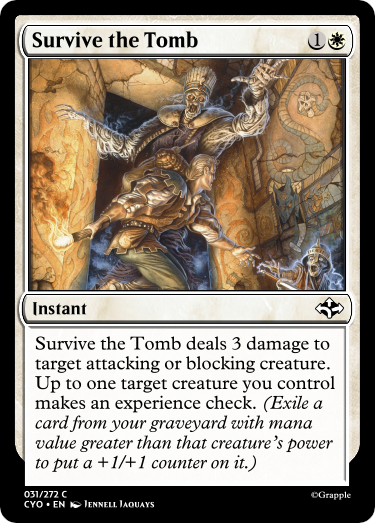 Survive the Tomb 1
Instant
Survive the Tomb deals 3 damage to
target attacking or blocking creature.
Up to one target creature you control
makes an experience check. (Exile a
card from your graveyard with mana
value greater than that creature's power
to put a +1/+1 counter on it.)
031/272 C
CYO • EN Jennell Jaquays
©Grapple